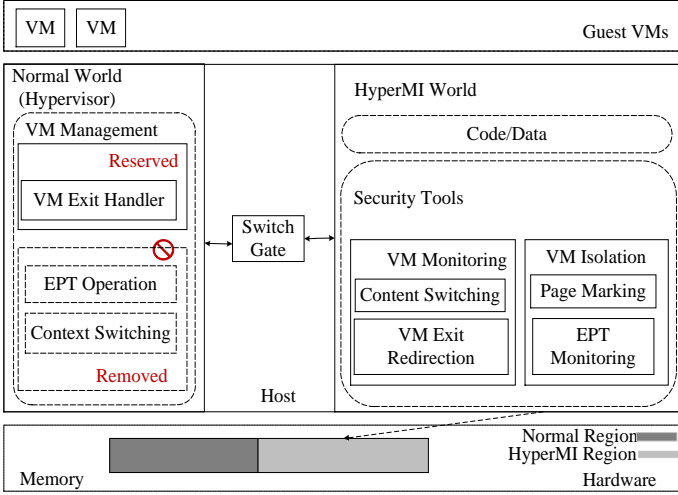 VM VM
Guest VMs
Normal World
(Hypervisor)
VM Management
Reserved
VM Exit Handler
EPT Operation
Context Switching
Removed
Switch
Gate
Host
HyperMI World
Code/Data
Security Tools
VM Monitoring
Content Switching
VM Exit
Redirection
VM Isolation
Page Marking
EPT
Monitoring
Normal Region
HyperMI Region
Memory
Hardware